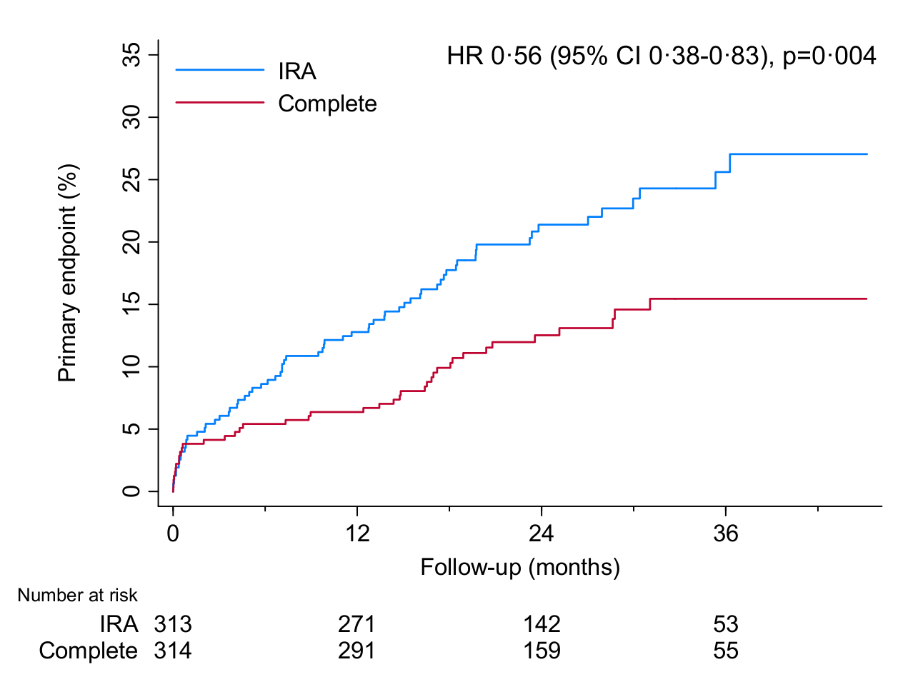 HR 0·56 (95% CI 0·38-0·83), p=0·004
IRA
Complete
Primary endpoint (%)
35
30
25
20
15
10
5
0
0 12 24 36
Follow-up (months)
Number at risk
IRA 313 271 142 53
Complete 314 291 159 55